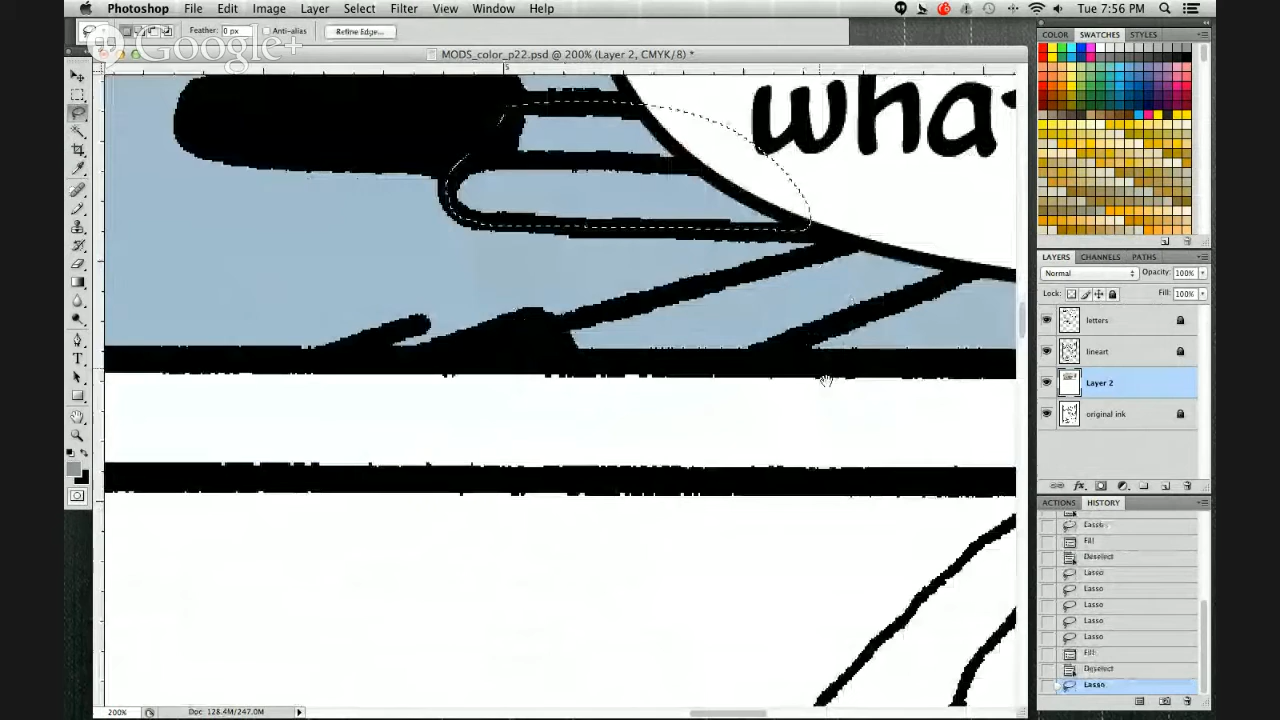 Photoshop File Edit Image Layer Select Filter View Window Help Tue 7:56 PM
Feather: 0 px Anti-alias Refine Edge...
Google+
MODS_color_p22.psd @ 200% (Layer 2, CMYK/8) *
COLOR SWATCHES STYLES
5
what
LAYERS CHANNELS PATHS
Normal Opacity: 100%
Lock: Fill: 100%
letters
lineart
Layer 2
original ink
ACTIONS HISTORY
Lasso
Fill
Deselect
Lasso
Lasso
Lasso
Lasso
Lasso
Fill
Deselect
Lasso
200% Doc: 128.4M/247.0M